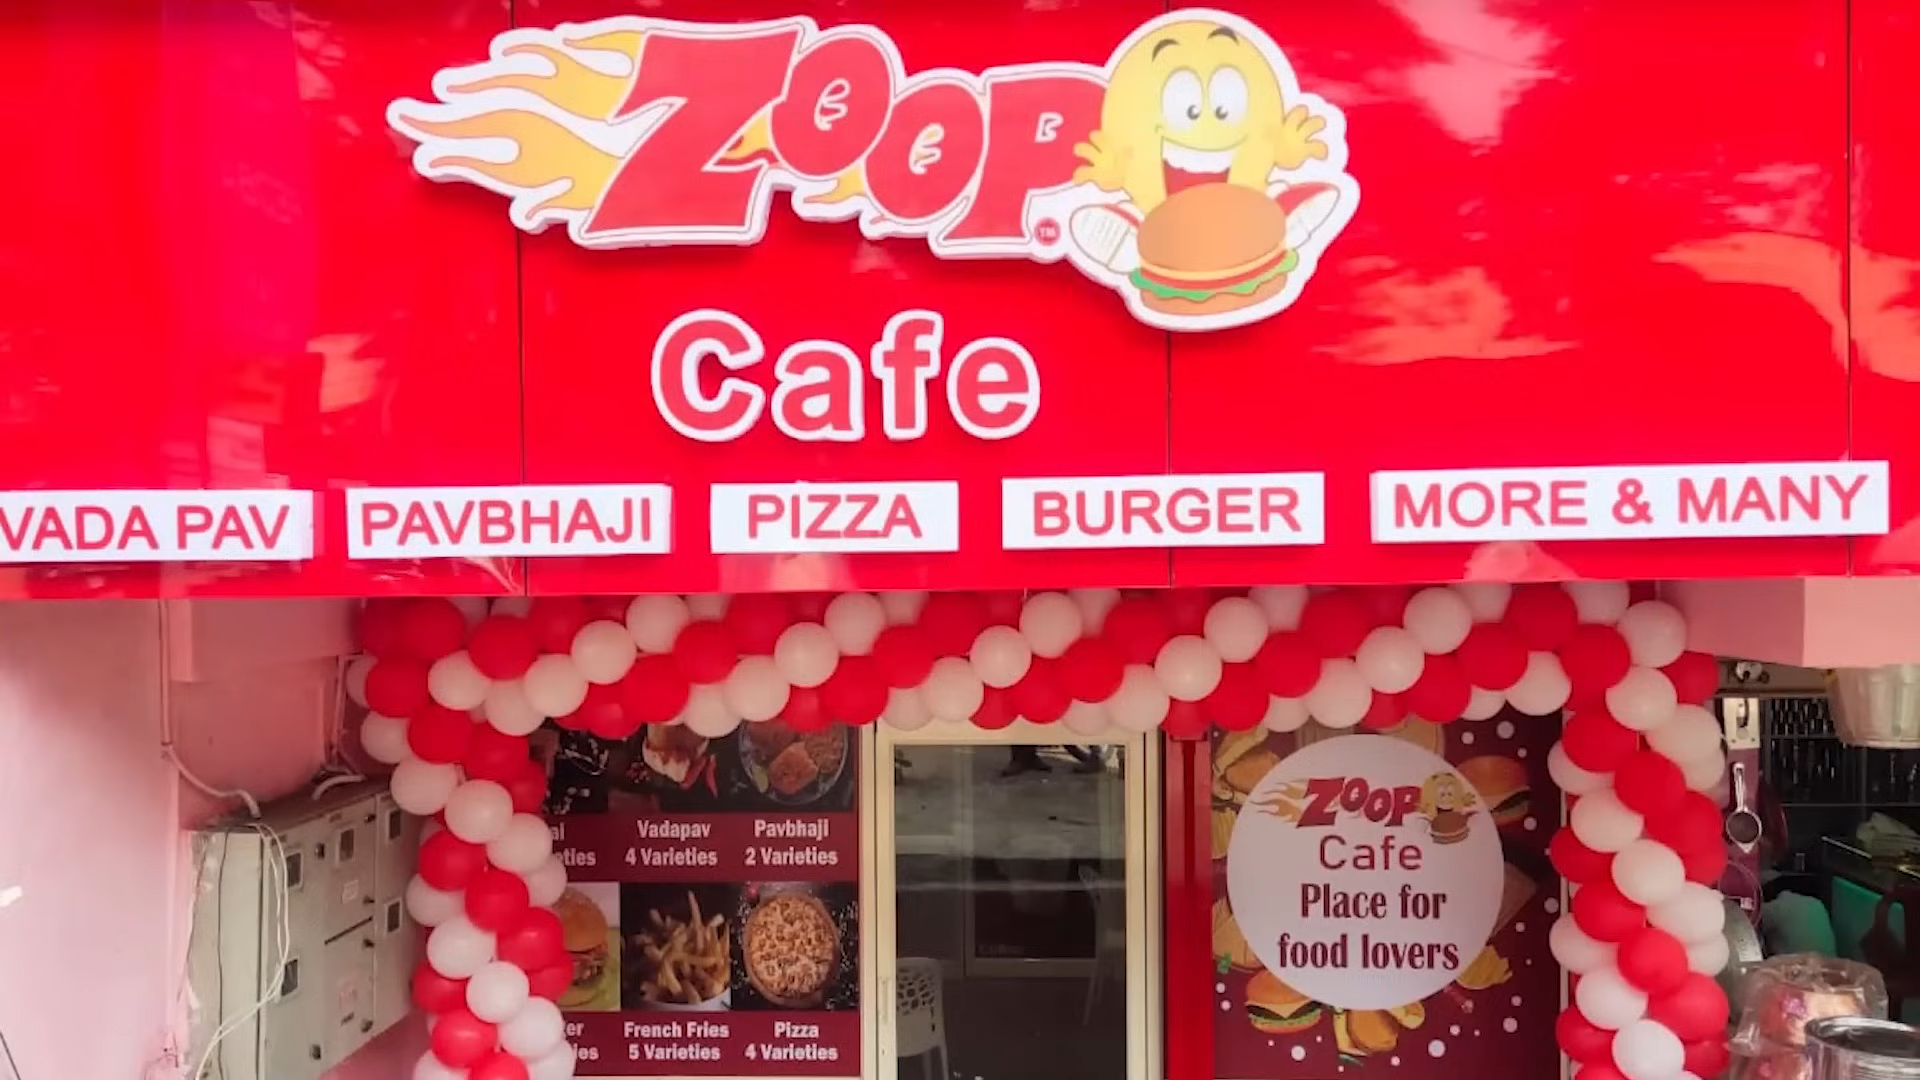 ZOOP
TM
Cafe
VADA PAV
PAVBHAJI
PIZZA
BURGER
MORE & MANY
Vadapav
4 Varieties
Pavbhaji
2 Varieties
French Fries
5 Varieties
Pizza
4 Varieties
ZOOP
Cafe
Place for
food lovers